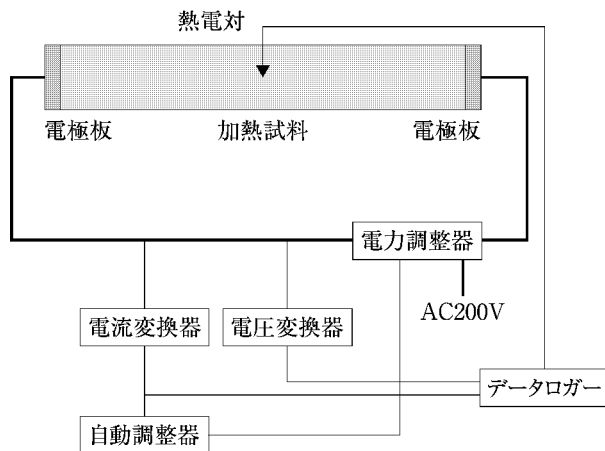 熱電対
電極板
加熱試料
電極板
電力調整器
AC200V
電流変換器
電圧変換器
データロガー
自動調整器